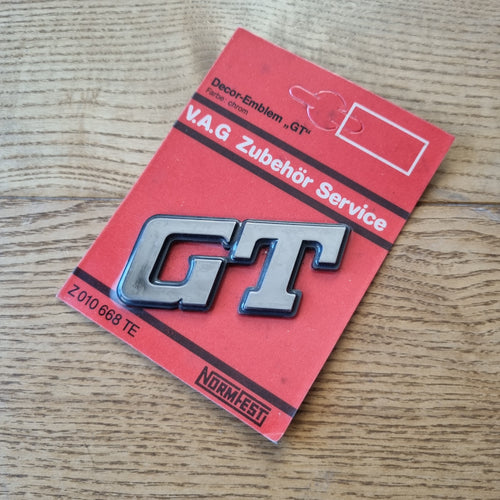 Decor-Emblem „GT“
Farbe: chrom
V.A.G Zubehör Service
GT
Z 010 668 TE
NORMFEST